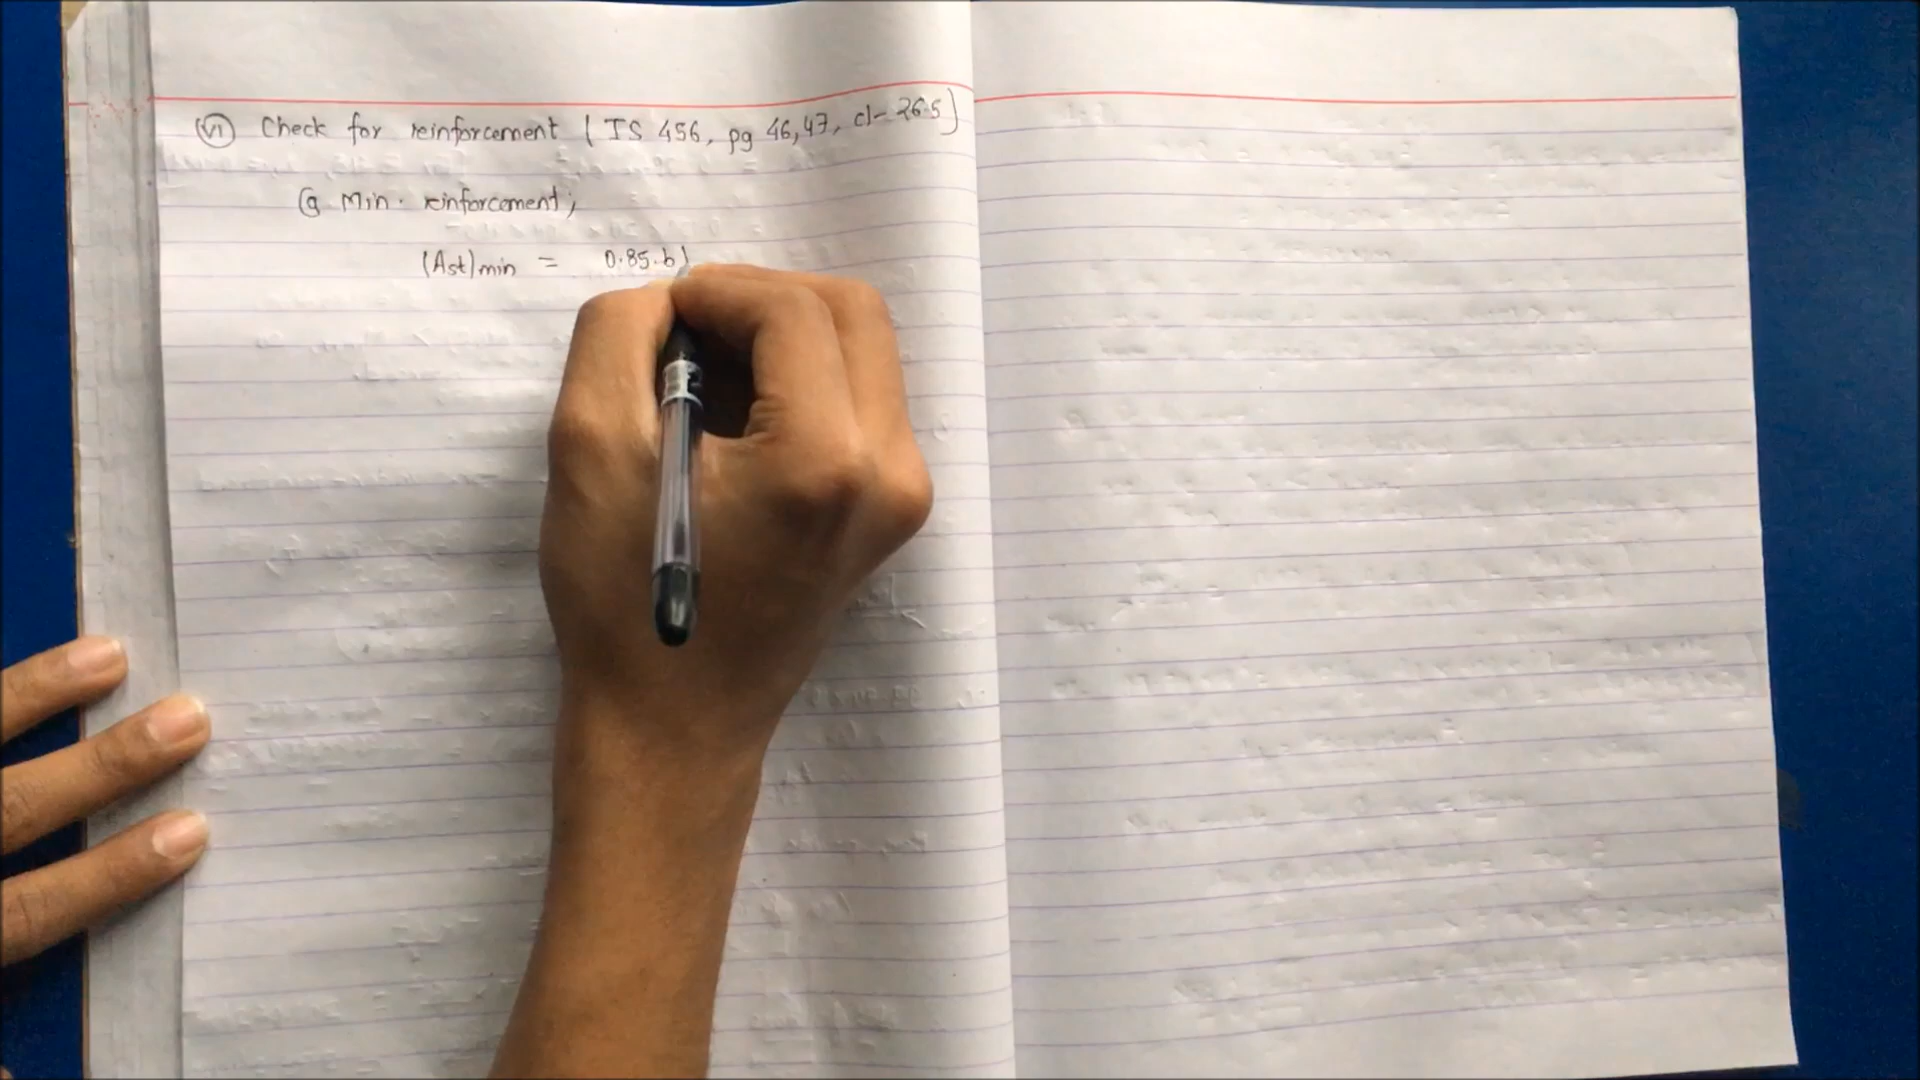 (VI) Check for reinforcement (IS 456, pg 46,47, cl- 26.5)
(a Min. reinforcement;
(Ast)min = 0.85.b